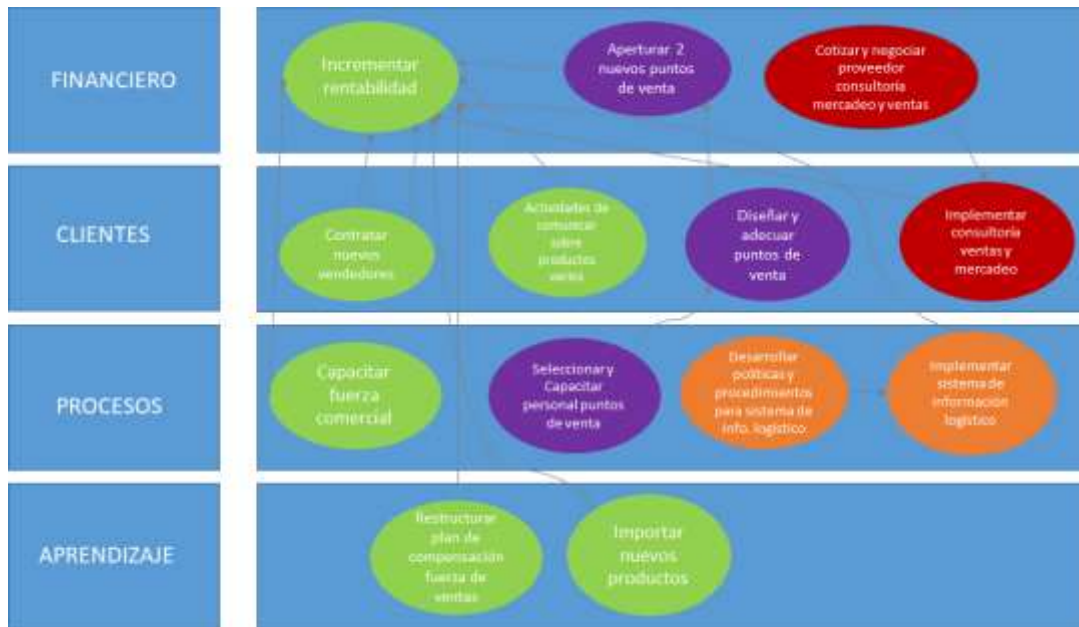 FINANCIERO
Incrementar
rentabilidad
Aperturar 2
nuevos puntos
de venta
Cotizar y negociar
proveedor
consultoría
mercadeo y ventas
CLIENTES
Contratar
nuevos
vendedores
Actividades de
comunicar
sobre
productos
Diseñar y
adecuar
puntos de
venta
Implementar
consultoría
ventas y
mercadeo
PROCESOS
Capacitar
fuerza
comercial
Seleccionar y
Capacitar
personal puntos
de venta
Desarrollar
políticas y
procedimientos
para sistema de
info. logístico
Implementar
sistema de
información
logístico
APRENDIZAJE
Restructurar
plan de
compensación
fuerza de
ventas
Importar
nuevos
productos